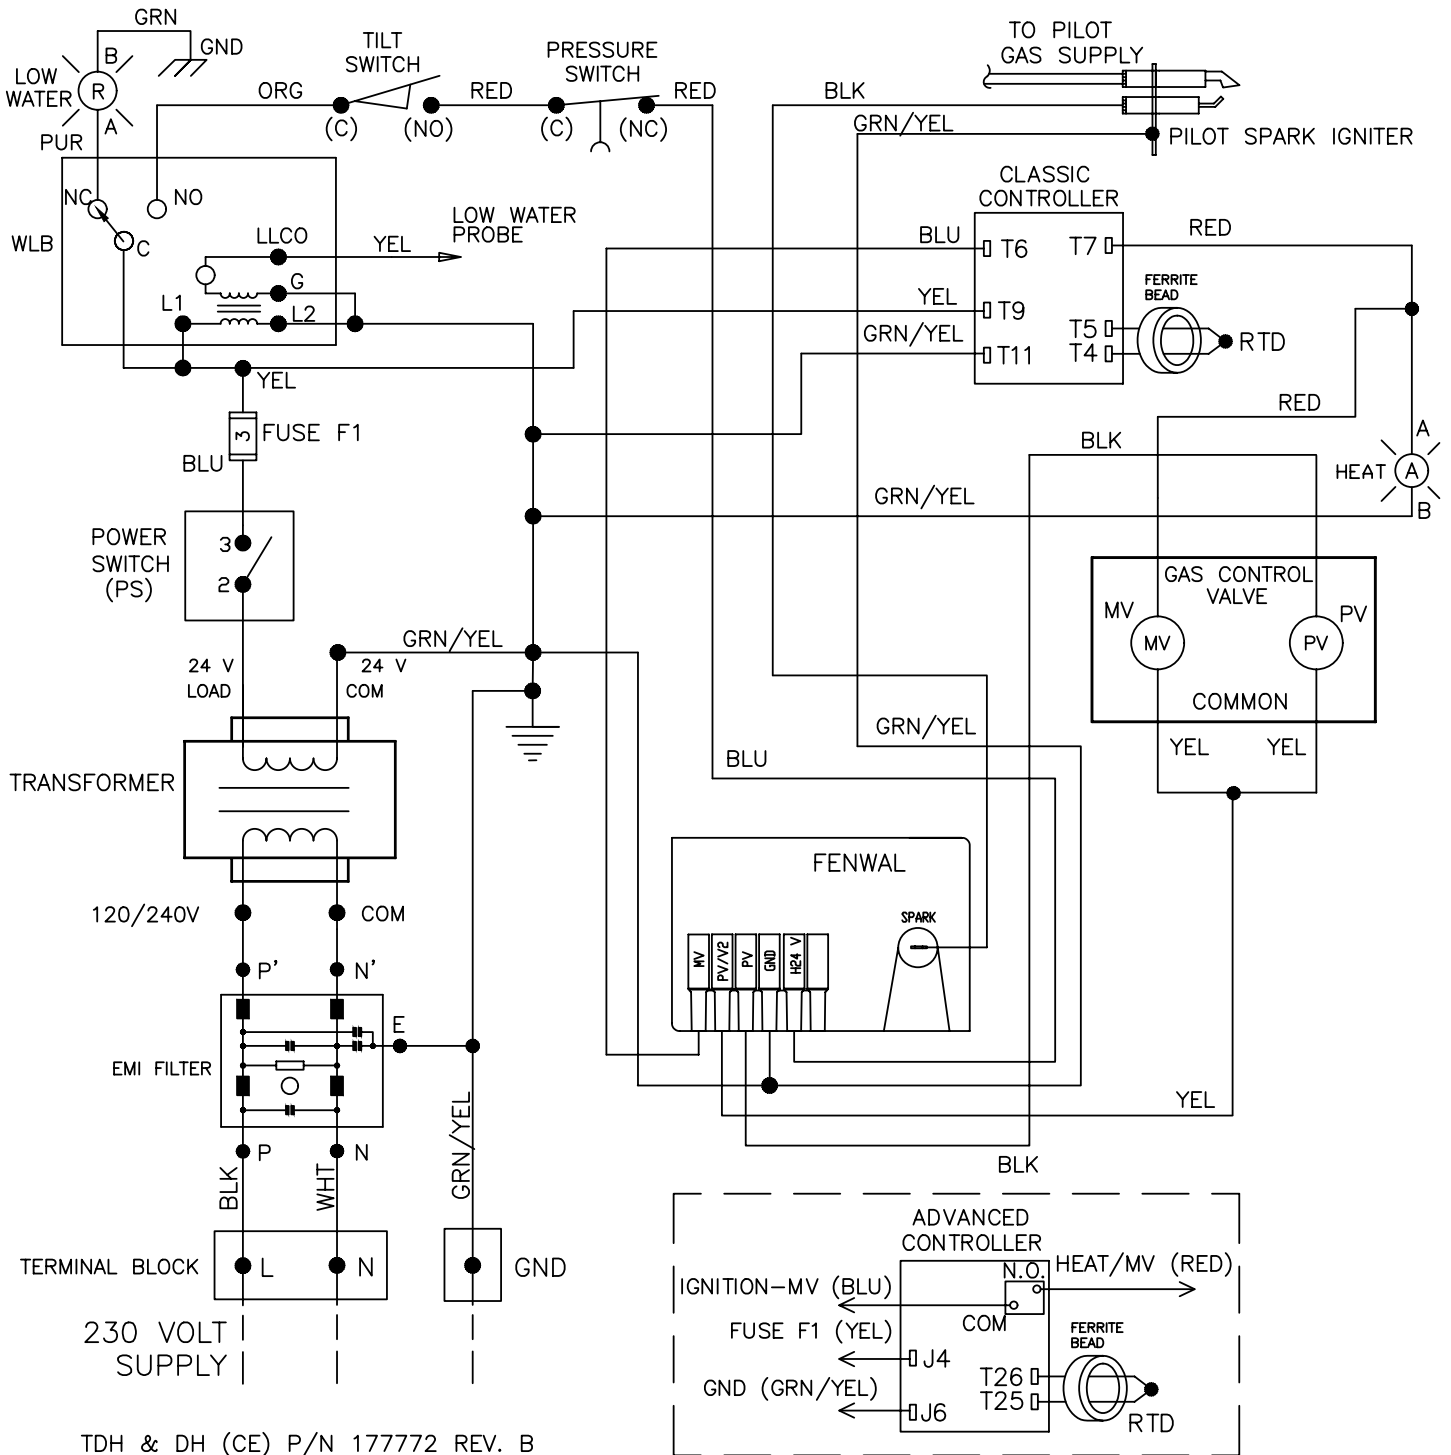 GRN
B
GND
LOW
WATER
R
A
PUR
TILT
SWITCH
PRESSURE
SWITCH
ORG
RED
RED
(C)
(NO)
(C)
(NC)
TO PILOT
GAS SUPPLY
BLK
GRN/YEL
PILOT SPARK IGNITER
NC
NO
WLB
C
LLCO
YEL
LOW WATER
PROBE
G
L1
L2
CLASSIC
CONTROLLER
BLU
T6
T7
RED
YEL
T9
FERRITE
BEAD
GRN/YEL
T11
T5
T4
RTD
YEL
3
FUSE F1
BLU
RED
BLK
A
HEAT
A
B
GRN/YEL
POWER
SWITCH
(PS)
3
2
GAS CONTROL
VALVE
MV
PV
MV
PV
COMMON
YEL
YEL
GRN/YEL
24 V
LOAD
24 V
COM
GRN/YEL
BLU
TRANSFORMER
FENWAL
SPARK
MV
PV/V2
PV
GND
H24 V
120/240V
COM
P'
N'
E
EMI FILTER
P
N
BLK
WHT
GRN/YEL
YEL
BLK
TERMINAL BLOCK
L
N
GND
230 VOLT
SUPPLY
ADVANCED
CONTROLLER
N.O.
HEAT/MV (RED)
IGNITION-MV (BLU)
COM
FUSE F1 (YEL)
J4
FERRITE
BEAD
GND (GRN/YEL)
J6
T26
T25
RTD
TDH & DH (CE) P/N 177772 REV. B